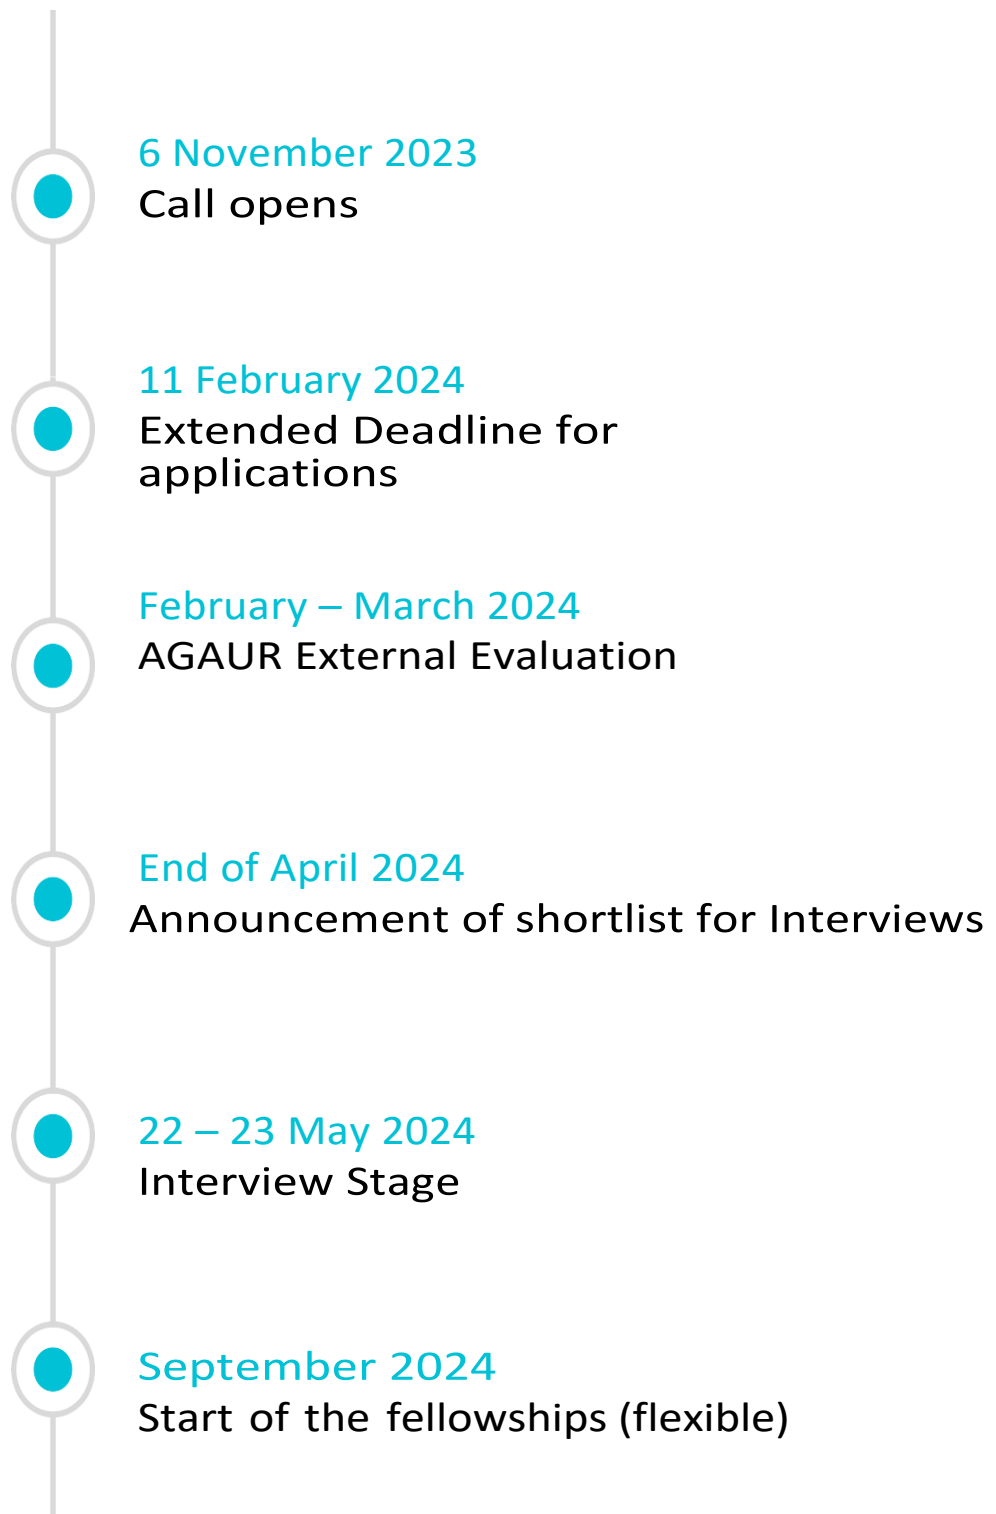 6 November 2023
Call opens
11 February 2024
Extended Deadline for
applications
February – March 2024
AGAUR External Evaluation
End of April 2024
Announcement of shortlist for Interviews
22 – 23 May 2024
Interview Stage
September 2024
Start of the fellowships (flexible)